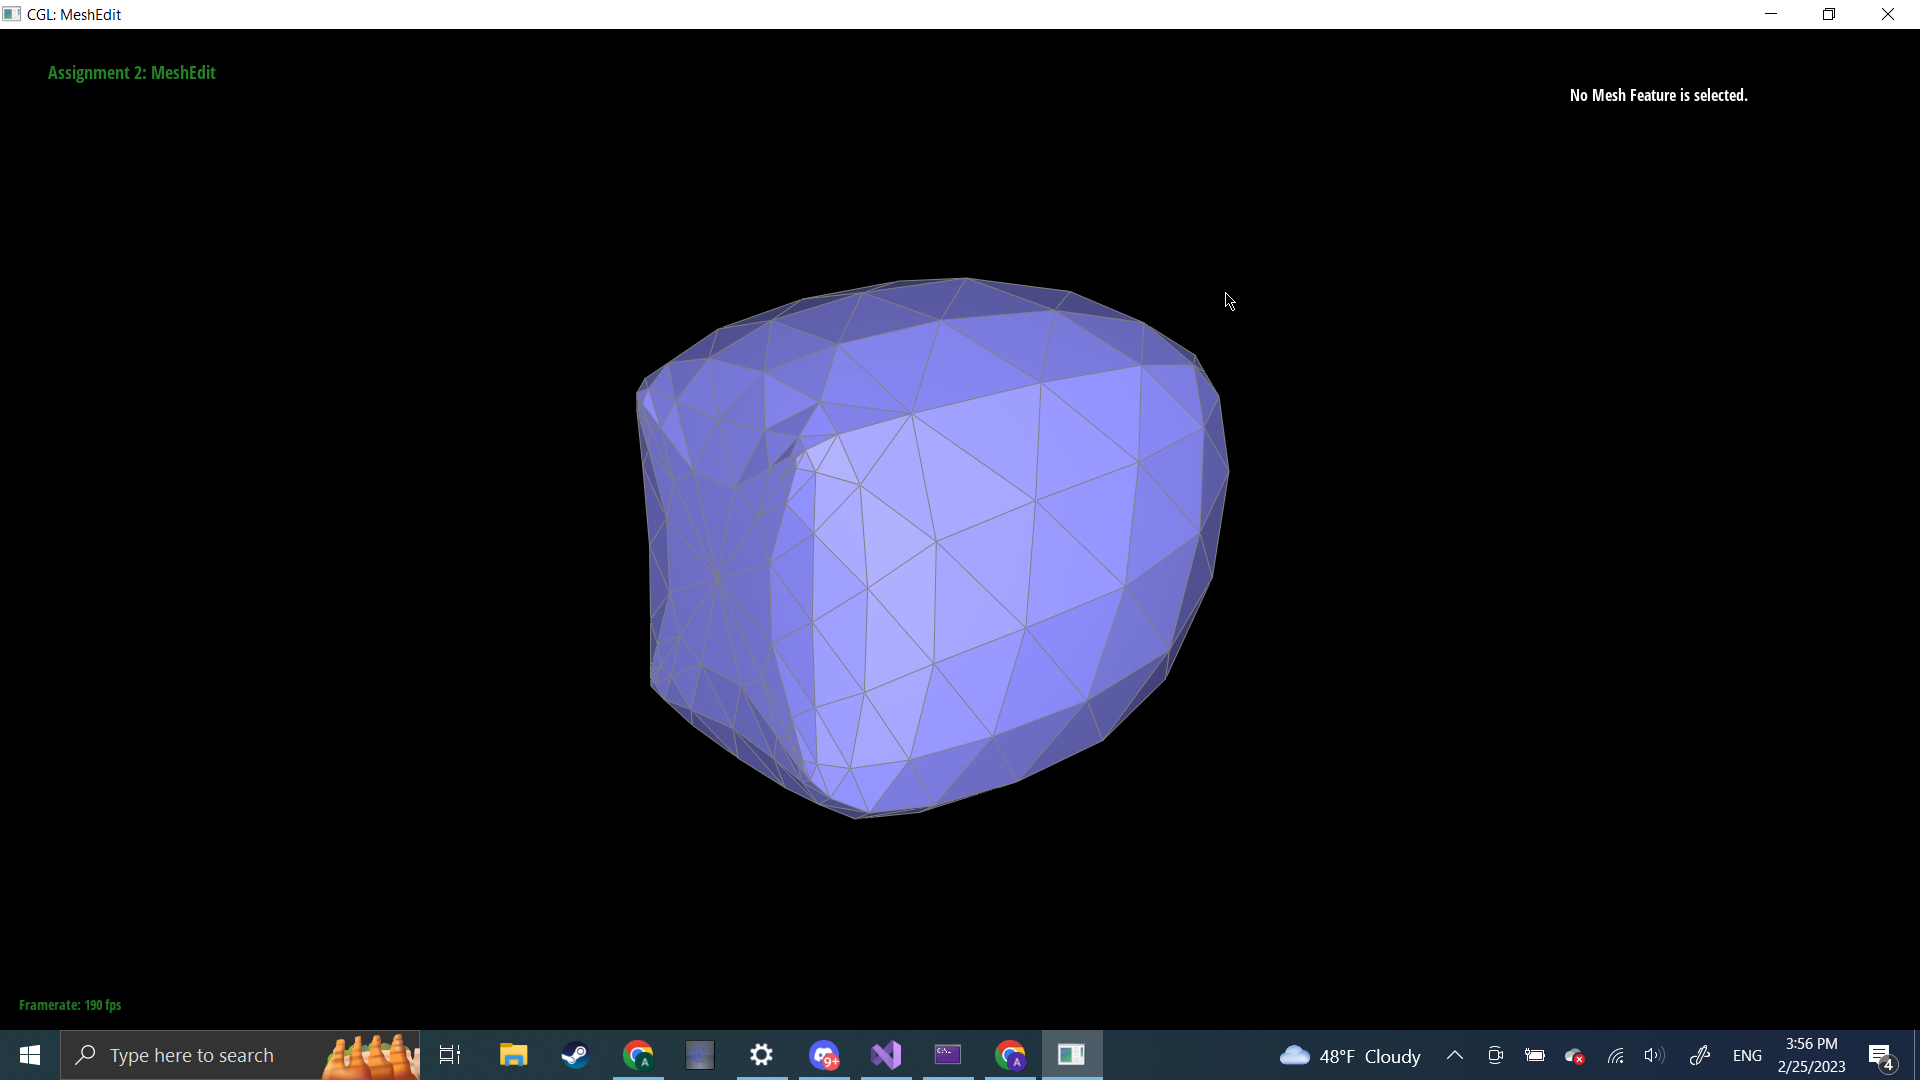 CGL: MeshEdit
Assignment 2: MeshEdit
No Mesh Feature is selected.
Framerate: 190 fps
Type here to search
A
9+
C:\_
A
48°F Cloudy
ENG
3:56 PM
2/25/2023
4